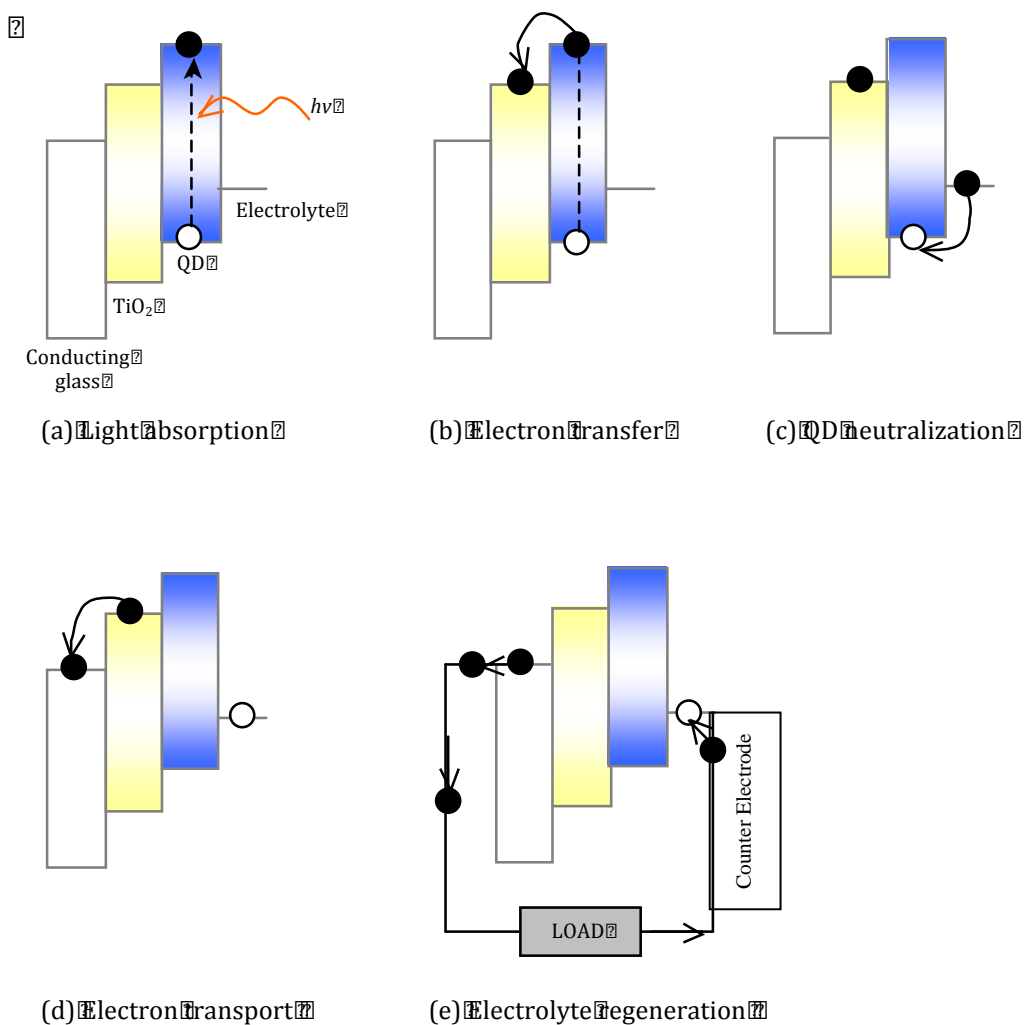 hv
Electrolyte
QD
TiO₂
Conducting
glass
(a) Light absorption
(b) Electron transfer
(c) QD neutralization
Counter Electrode
LOAD
(d) Electron transport
(e) Electrolyte regeneration